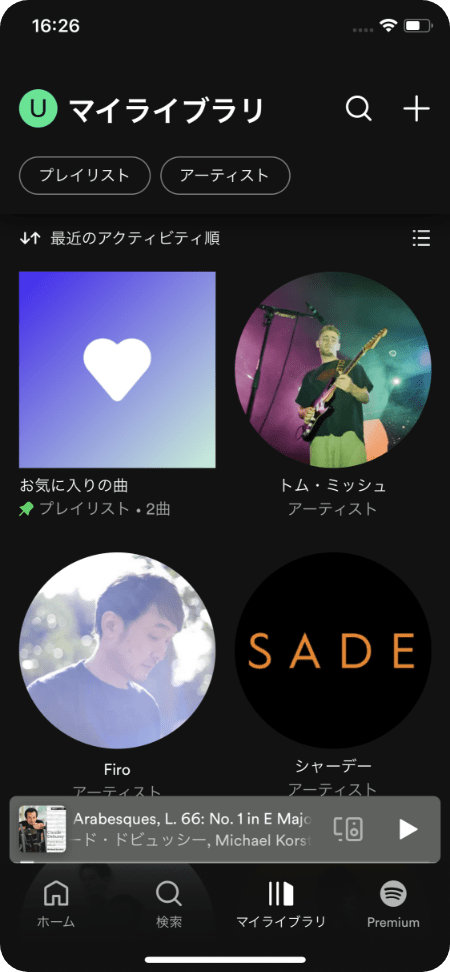 16:26
U
マイライブラリ
プレイリスト
アーティスト
最近のアクティビティ順
お気に入りの曲
プレイリスト • 2曲
トム・ミッシュ
アーティスト
SADE
Firo
アーティスト
シャーデー
アーティスト
Arabesques, L. 66: No. 1 in E Majo
ード・ドビュッシー, Michael Korst
ホーム
検索
マイライブラリ
Premium